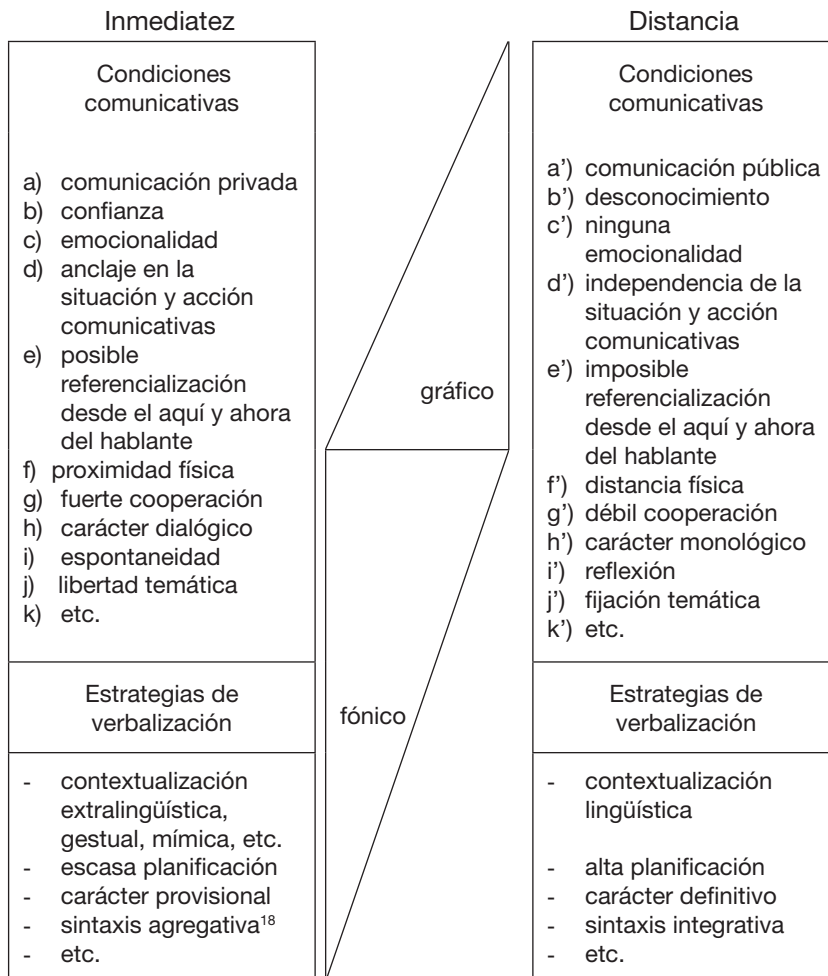 Inmediatez
Condiciones
comunicativas
a) comunicación privada
b) confianza
c) emocionalidad
d) anclaje en la
situación y acción
comunicativas
e) posible
referencialización
desde el aquí y ahora
del hablante
f) proximidad física
g) fuerte cooperación
h) carácter dialógico
i) espontaneidad
j) libertad temática
k) etc.
Estrategias de
verbalización
- contextualización
extralingüística,
gestual, mímica, etc.
- escasa planificación
- carácter provisional
- sintaxis agregativa¹⁸
- etc.
gráfico
fónico
Distancia
Condiciones
comunicativas
a’) comunicación pública
b’) desconocimiento
c’) ninguna
emocionalidad
d’) independencia de la
situación y acción
comunicativas
e’) imposible
referencialización
desde el aquí y ahora
del hablante
f’) distancia física
g’) débil cooperación
h’) carácter monológico
i’) reflexión
j’) fijación temática
k’) etc.
Estrategias de
verbalización
- contextualización
lingüística
- alta planificación
- carácter definitivo
- sintaxis integrativa
- etc.